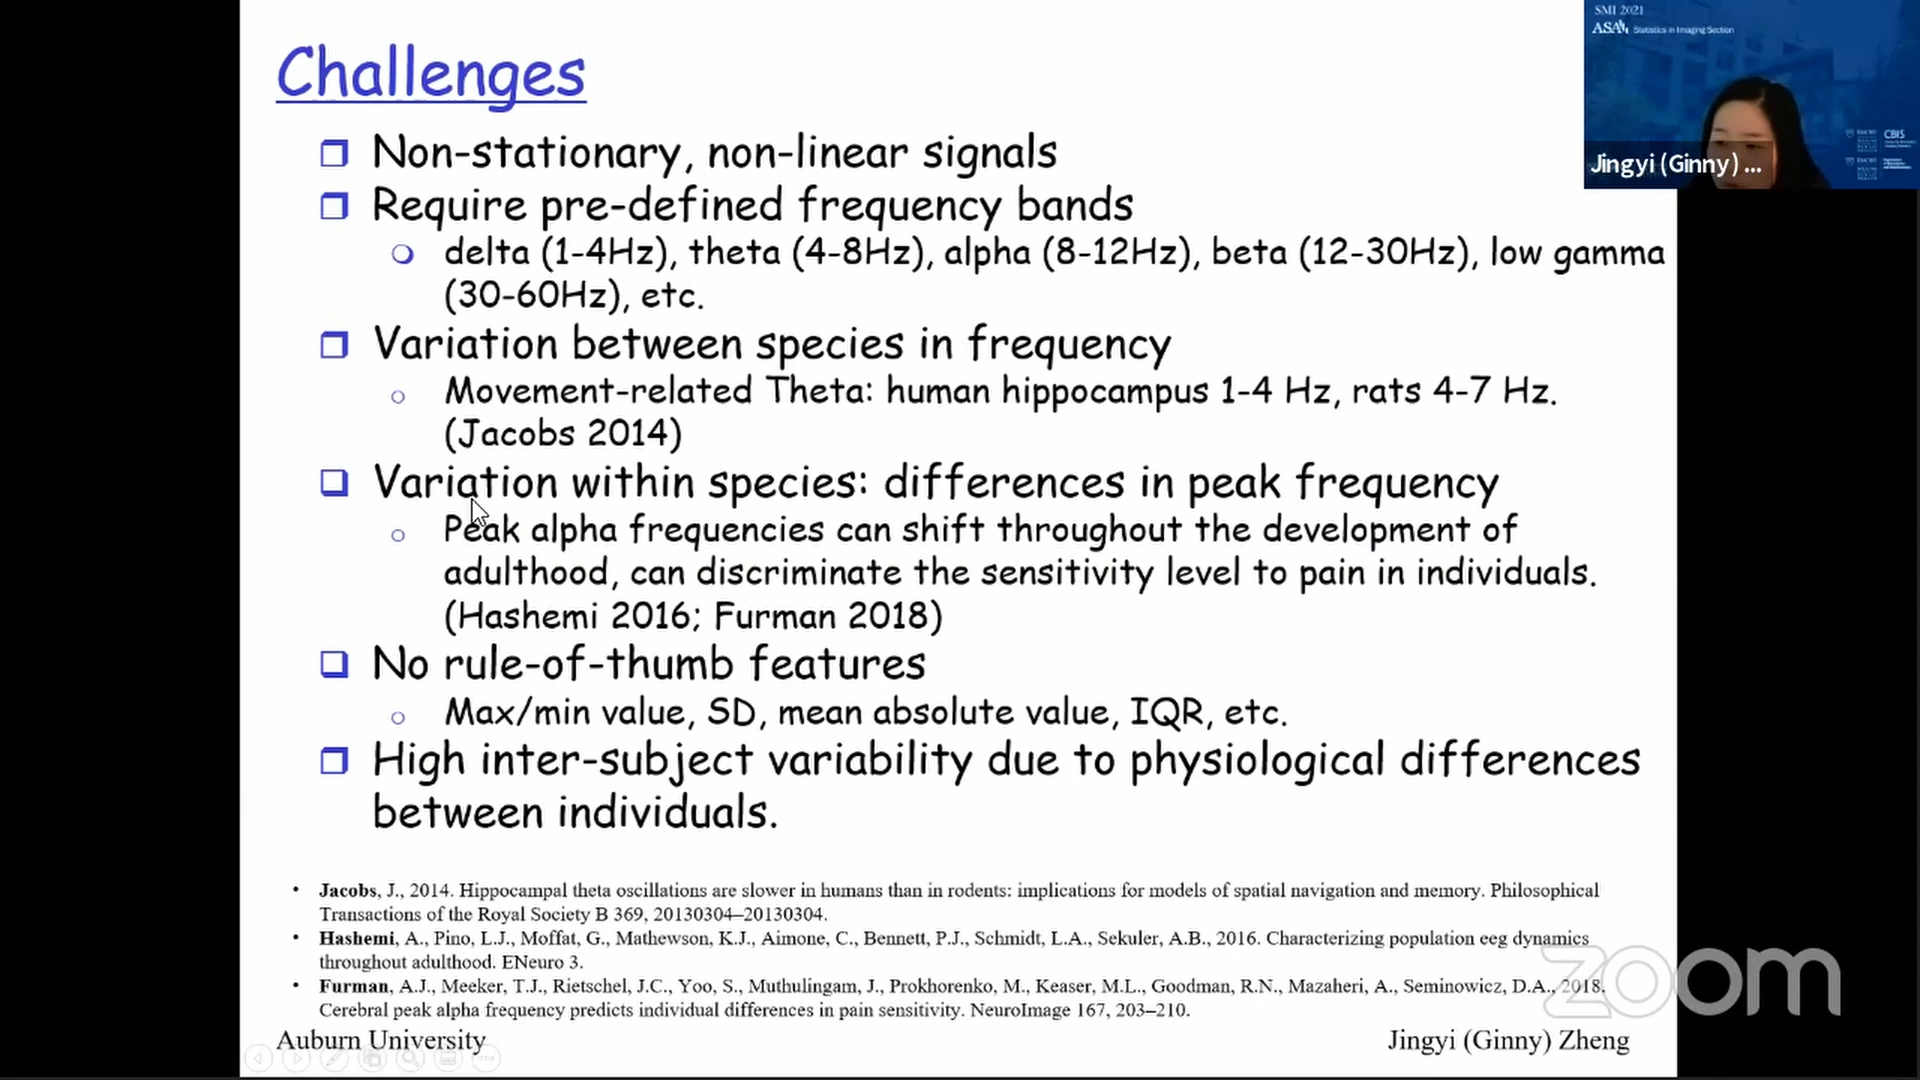 Challenges
Non-stationary, non-linear signals
Require pre-defined frequency bands
delta (1-4Hz), theta (4-8Hz), alpha (8-12Hz), beta (12-30Hz), low gamma
(30-60Hz), etc.
Variation between species in frequency
Movement-related Theta: human hippocampus 1-4 Hz, rats 4-7 Hz.
(Jacobs 2014)
Variation within species: differences in peak frequency
Peak alpha frequencies can shift throughout the development of
adulthood, can discriminate the sensitivity level to pain in individuals.
(Hashemi 2016; Furman 2018)
No rule-of-thumb features
Max/min value, SD, mean absolute value, IQR, etc.
High inter-subject variability due to physiological differences
between individuals.
• Jacobs, J., 2014. Hippocampal theta oscillations are slower in humans than in rodents: implications for models of spatial navigation and memory. Philosophical
Transactions of the Royal Society B 369, 20130304–20130304.
• Hashemi, A., Pino, L.J., Moffat, G., Mathewson, K.J., Aimone, C., Bennett, P.J., Schmidt, L.A., Sekuler, A.B., 2016. Characterizing population eeg dynamics
throughout adulthood. ENeuro 3.
• Furman, A.J., Meeker, T.J., Rietschel, J.C., Yoo, S., Muthulingam, J., Prokhorenko, M., Keaser, M.L., Goodman, R.N., Mazaheri, A., Seminowicz, D.A., 2018.
Cerebral peak alpha frequency predicts individual differences in pain sensitivity. NeuroImage 167, 203–210.
Auburn University
Jingyi (Ginny) Zheng
SMI 2021
ASA Statistics in Imaging Section
CBIS
Jingyi (Ginny) ...
zoom